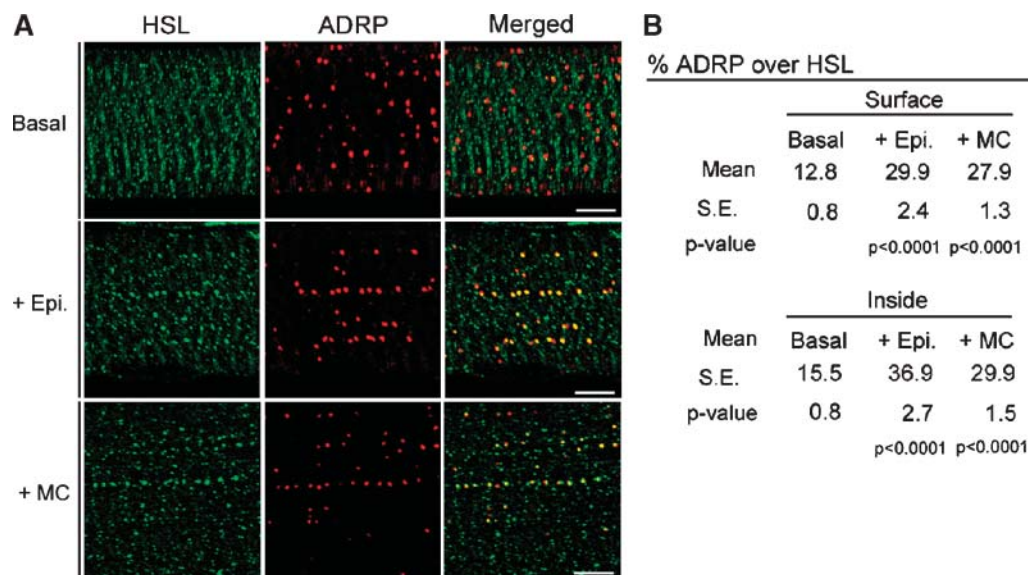 A
HSL ADRP Merged
Basal
+ Epi.
+ MC
B
% ADRP over HSL
Surface
Basal + Epi. + MC
Mean 12.8 29.9 27.9
S.E. 0.8 2.4 1.3
p-value p<0.0001 p<0.0001
Inside
Mean Basal + Epi. + MC
S.E. 15.5 36.9 29.9
p-value 0.8 2.7 1.5
p<0.0001 p<0.0001